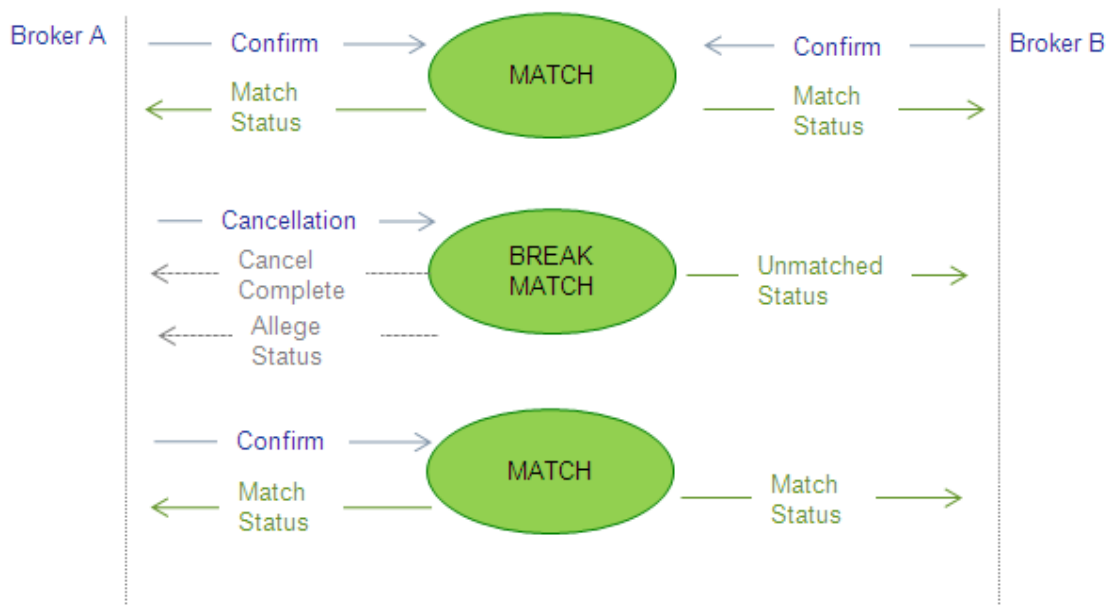 Broker A
Confirm
MATCH
Confirm
Broker B
Match
Status
Match
Status
Cancellation
Cancel
Complete
BREAK
MATCH
Unmatched
Status
Allege
Status
Confirm
MATCH
Match
Status
Match
Status